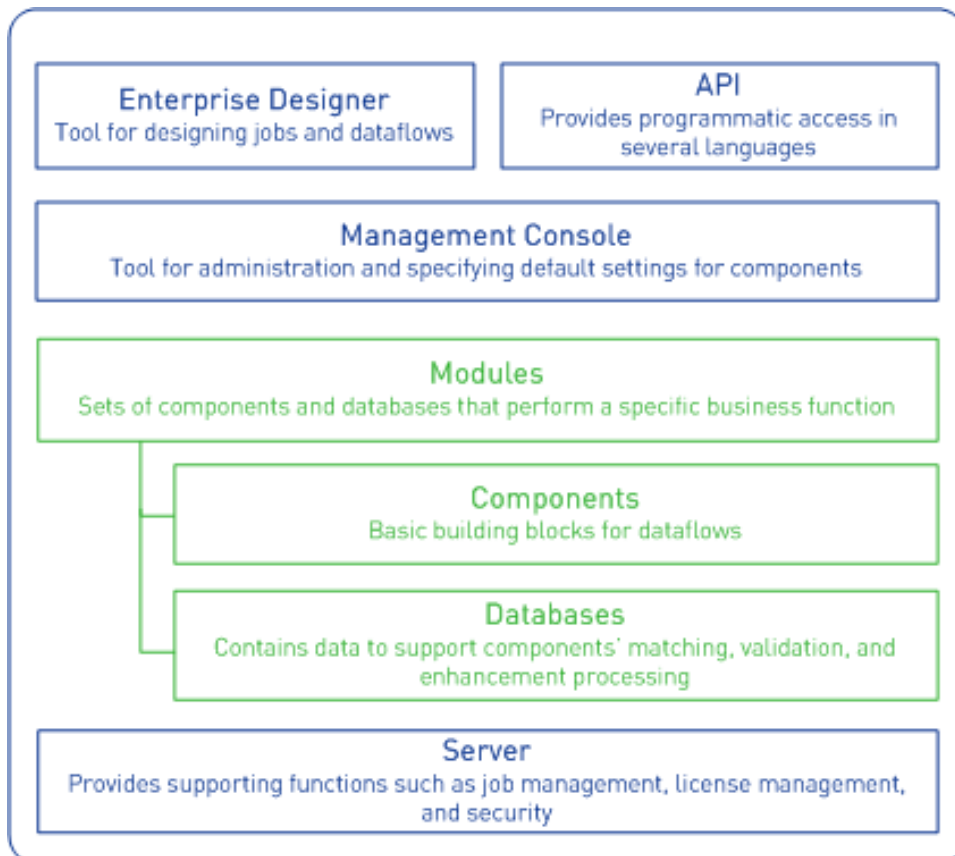 Enterprise Designer
Tool for designing jobs and dataflows
API
Provides programmatic access in
several languages
Management Console
Tool for administration and specifying default settings for components
Modules
Sets of components and databases that perform a specific business function
Components
Basic building blocks for dataflows
Databases
Contains data to support components’ matching, validation, and
enhancement processing
Server
Provides supporting functions such as job management, license management,
and security